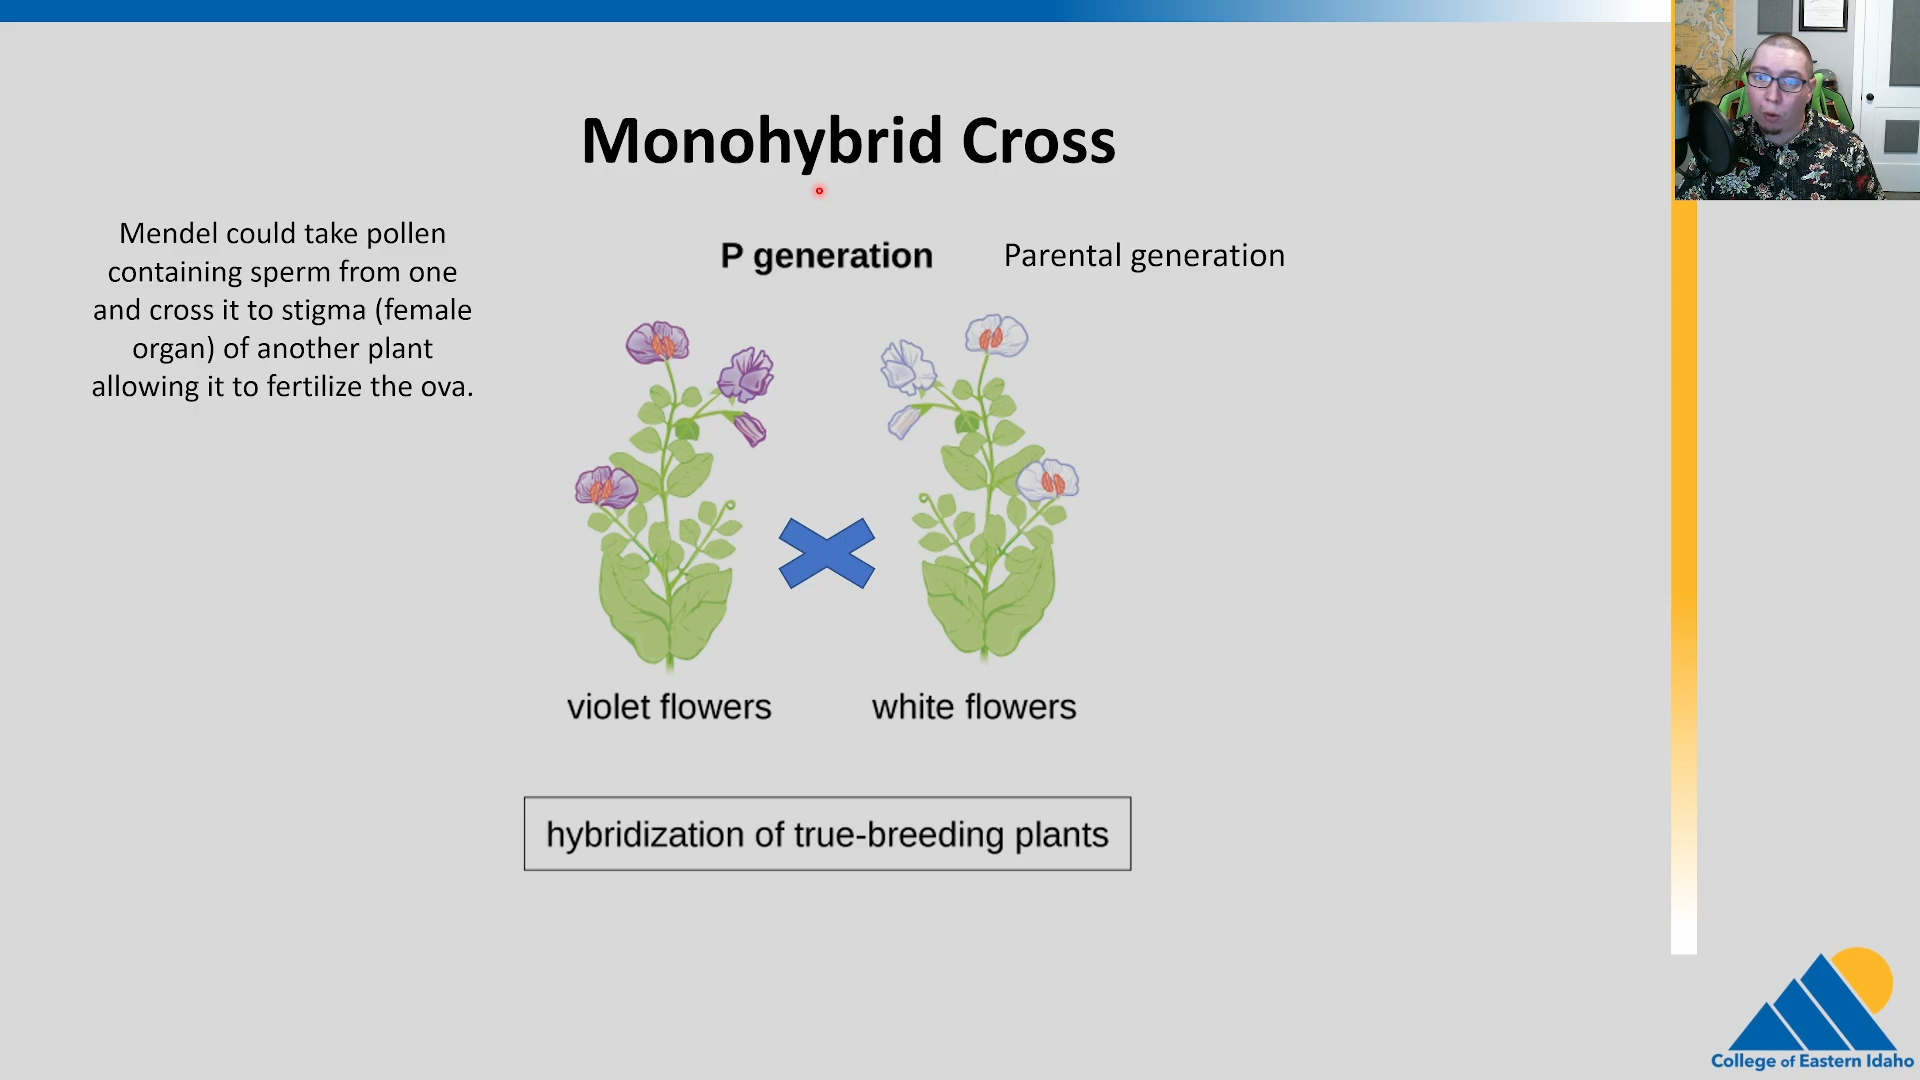 Monohybrid Cross
Mendel could take pollen
containing sperm from one
and cross it to stigma (female
organ) of another plant
allowing it to fertilize the ova.
P generation
Parental generation
violet flowers
white flowers
hybridization of true-breeding plants
College of Eastern Idaho